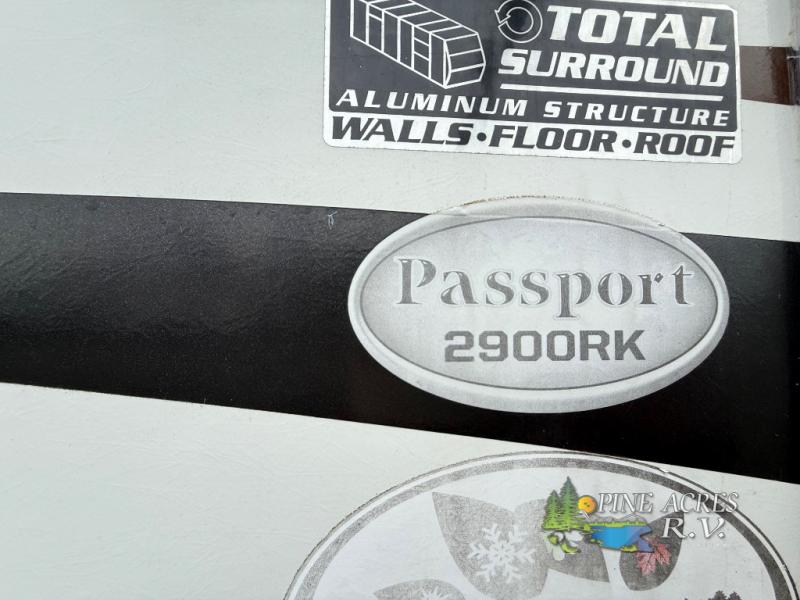 TOTAL
SURROUND
ALUMINUM STRUCTURE
WALLS·FLOOR·ROOF
Passport
2900RK
PINE ACRES
R.V.